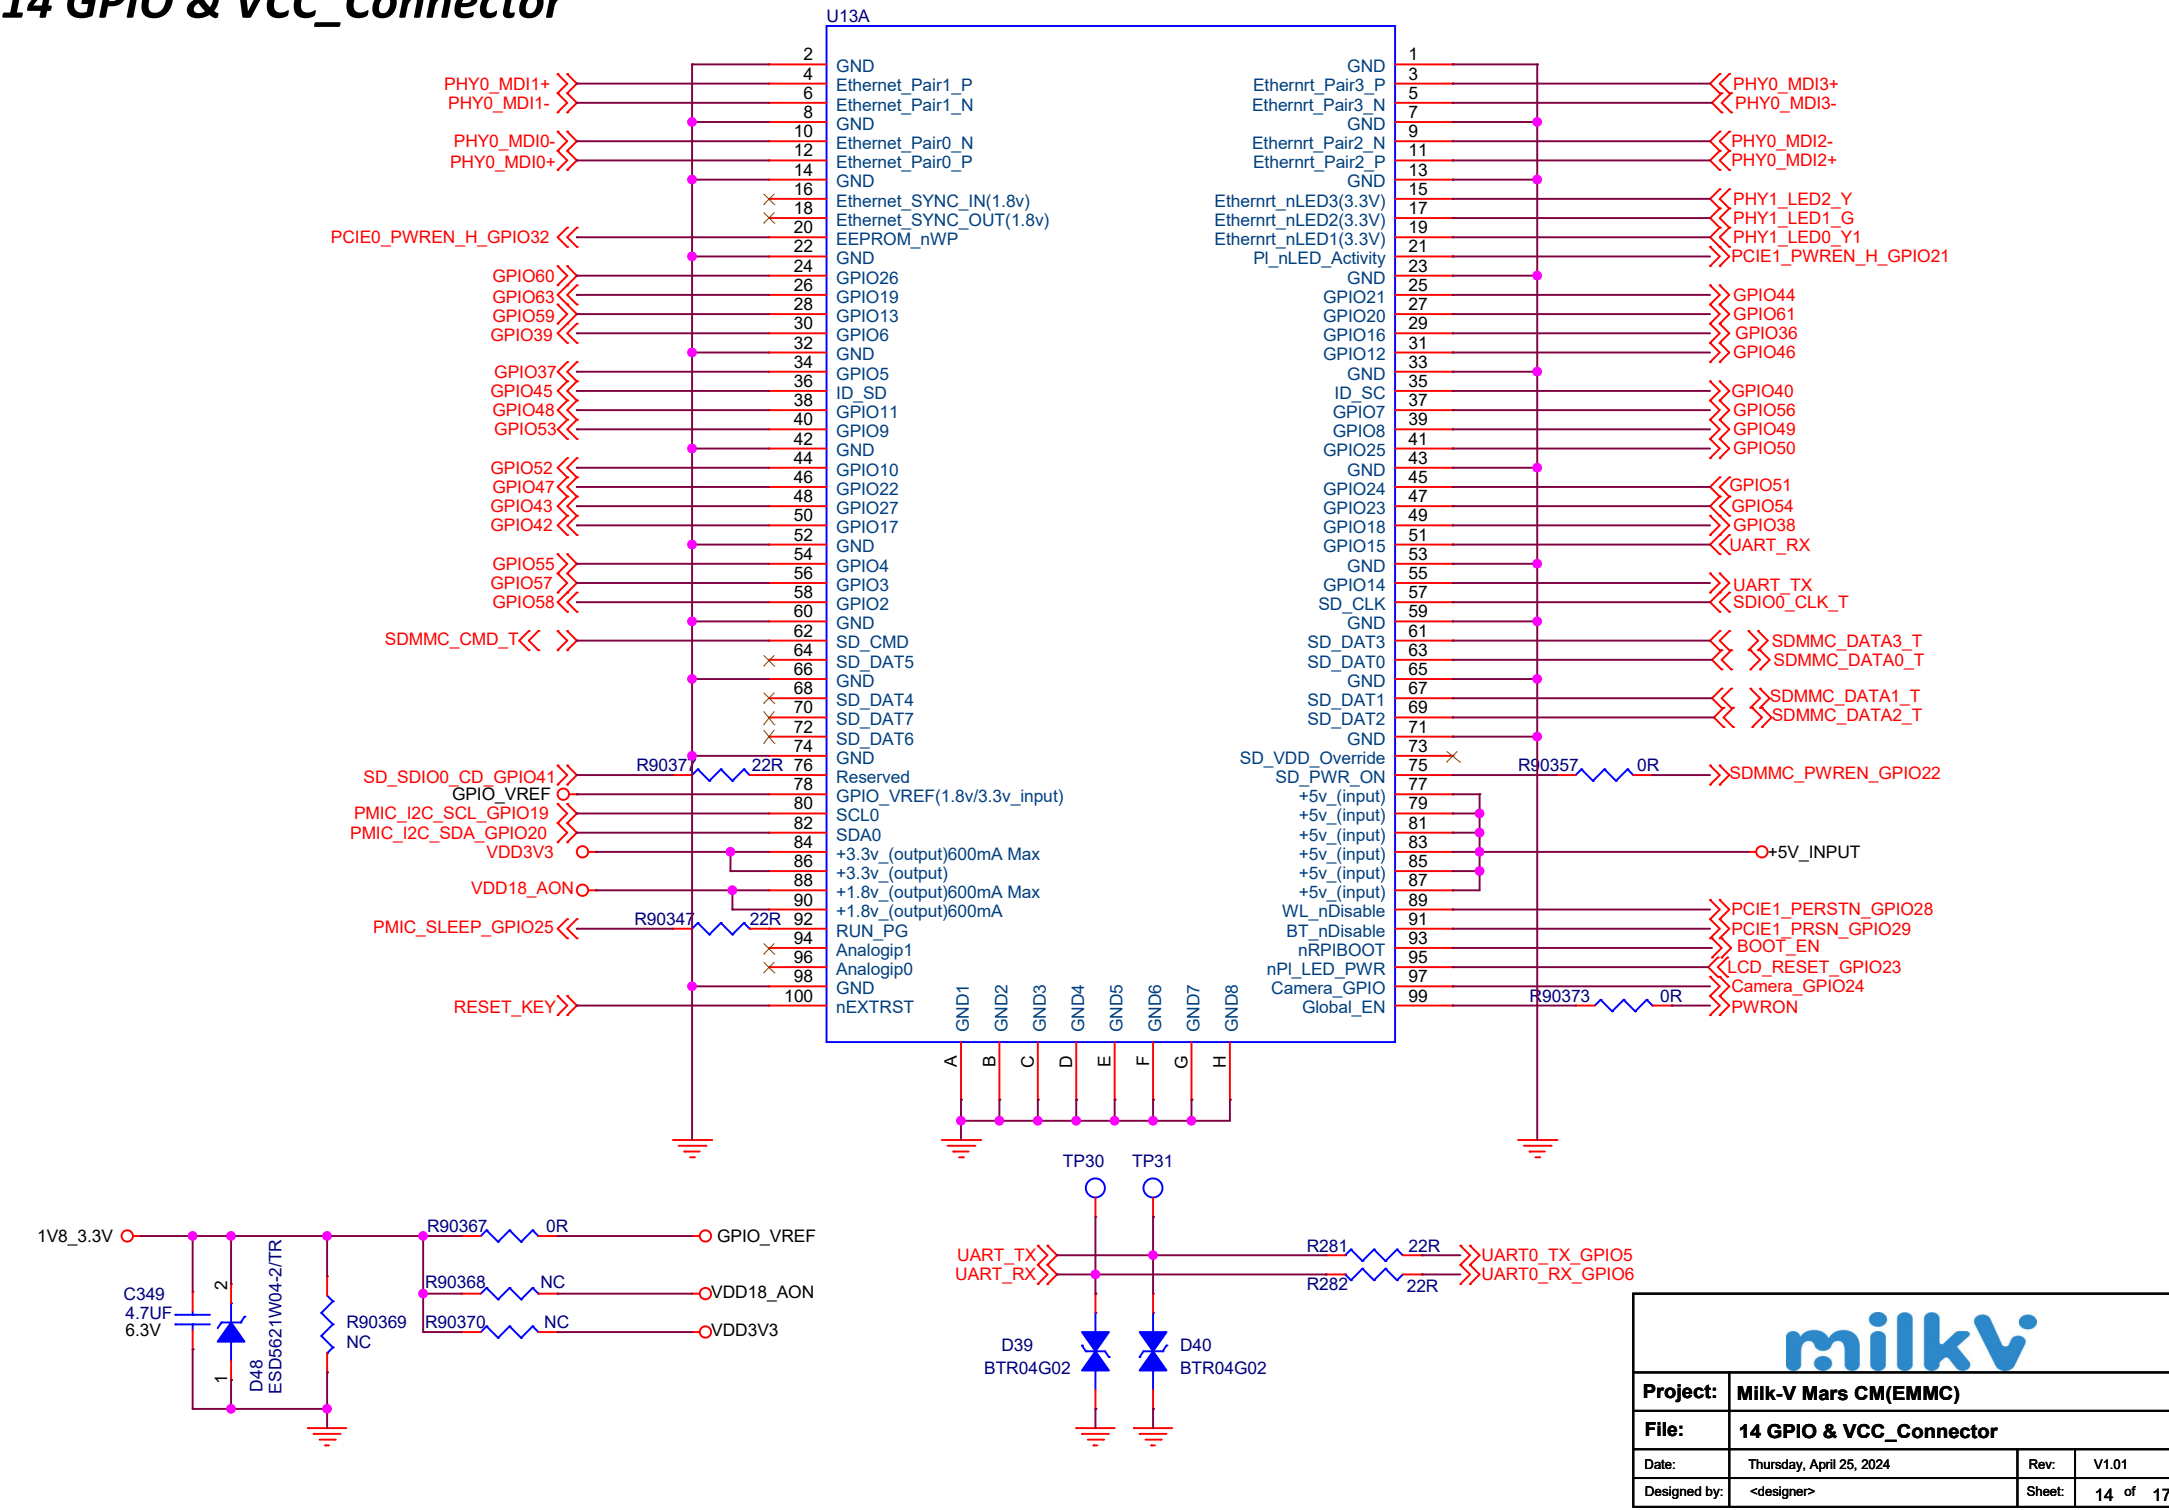 14 GPIO & VCC_Connector
U13A
2 GND GND 1
PHY0_MDI1+ 4 Ethernet_Pair1_P Ethernrt_Pair3_P 3 PHY0_MDI3+
PHY0_MDI1- 6 Ethernet_Pair1_N Ethernrt_Pair3_N 5 PHY0_MDI3-
8 GND GND 7
PHY0_MDI0- 10 Ethernet_Pair0_N Ethernrt_Pair2_N 9 PHY0_MDI2-
PHY0_MDI0+ 12 Ethernet_Pair0_P Ethernrt_Pair2_P 11 PHY0_MDI2+
14 GND GND 13
16 Ethernet_SYNC_IN(1.8v) Ethernrt_nLED3(3.3V) 15 PHY1_LED2_Y
18 Ethernet_SYNC_OUT(1.8v) Ethernrt_nLED2(3.3V) 17 PHY1_LED1_G
PCIE0_PWREN_H_GPIO32 20 EEPROM_nWP Ethernrt_nLED1(3.3V) 19 PHY1_LED0_Y1
22 GND PI_nLED_Activity 21 PCIE1_PWREN_H_GPIO21
GPIO60 24 GPIO26 GND 23
GPIO63 26 GPIO19 GPIO21 25 GPIO44
GPIO59 28 GPIO13 GPIO20 27 GPIO61
GPIO39 30 GPIO6 GPIO16 29 GPIO36
32 GND GPIO12 31 GPIO46
GPIO37 34 GPIO5 GND 33
GPIO45 36 ID_SD ID_SC 35 GPIO40
GPIO48 38 GPIO11 GPIO7 37 GPIO56
GPIO53 40 GPIO9 GPIO8 39 GPIO49
42 GND GPIO25 41 GPIO50
GPIO52 44 GPIO10 GND 43
GPIO47 46 GPIO22 GPIO24 45 GPIO51
GPIO43 48 GPIO27 GPIO23 47 GPIO54
GPIO42 50 GPIO17 GPIO18 49 GPIO38
52 GND GPIO15 51 UART_RX
GPIO55 54 GPIO4 GND 53
GPIO57 56 GPIO3 GPIO14 55 UART_TX
GPIO58 58 GPIO2 SD_CLK 57 SDIO0_CLK_T
60 GND GND 59
SDMMC_CMD_T 62 SD_CMD SD_DAT3 61 SDMMC_DATA3_T
64 SD_DAT5 SD_DAT0 63 SDMMC_DATA0_T
66 GND GND 65
68 SD_DAT4 SD_DAT1 67 SDMMC_DATA1_T
70 SD_DAT7 SD_DAT2 69 SDMMC_DATA2_T
72 SD_DAT6 GND 71
74 GND SD_VDD_Override 73
SD_SDIO0_CD_GPIO41 R90377 22R 76 Reserved SD_PWR_ON 75 R90357 0R SDMMC_PWREN_GPIO22
GPIO_VREF 78 GPIO_VREF(1.8v/3.3v_input) +5v_(input) 77
PMIC_I2C_SCL_GPIO19 80 SCL0 +5v_(input) 79
PMIC_I2C_SDA_GPIO20 82 SDA0 +5v_(input) 81
VDD3V3 84 +3.3v_(output)600mA Max +5v_(input) 83 +5V_INPUT
86 +3.3v_(output) +5v_(input) 85
VDD18_AON 88 +1.8v_(output)600mA Max +5v_(input) 87
90 +1.8v_(output)600mA WL_nDisable 89 PCIE1_PERSTN_GPIO28
PMIC_SLEEP_GPIO25 R90347 22R 92 RUN_PG BT_nDisable 91 PCIE1_PRSN_GPIO29
94 Analogip1 nRPIBOOT 93 BOOT_EN
96 Analogip0 nPI_LED_PWR 95 LCD_RESET_GPIO23
98 GND Camera_GPIO 97 Camera_GPIO24
RESET_KEY 100 nEXTRST Global_EN 99 R90373 0R PWRON
GND1 GND2 GND3 GND4 GND5 GND6 GND7 GND8
A B C D E F G H
TP30 TP31
1V8_3.3V R90367 0R GPIO_VREF
R90368 NC VDD18_AON
R90370 NC VDD3V3
C349
4.7UF
6.3V
2
1
D48
ESD5621W04-2/TR
R90369
NC
UART_TX R281 22R UART0_TX_GPIO5
UART_RX R282 22R UART0_RX_GPIO6
D39
BTR04G02
D40
BTR04G02
milkV
Project: Milk-V Mars CM(EMMC)
File: 14 GPIO & VCC_Connector
Date: Thursday, April 25, 2024 Rev: V1.01
Designed by: <designer> Sheet: 14 of 17